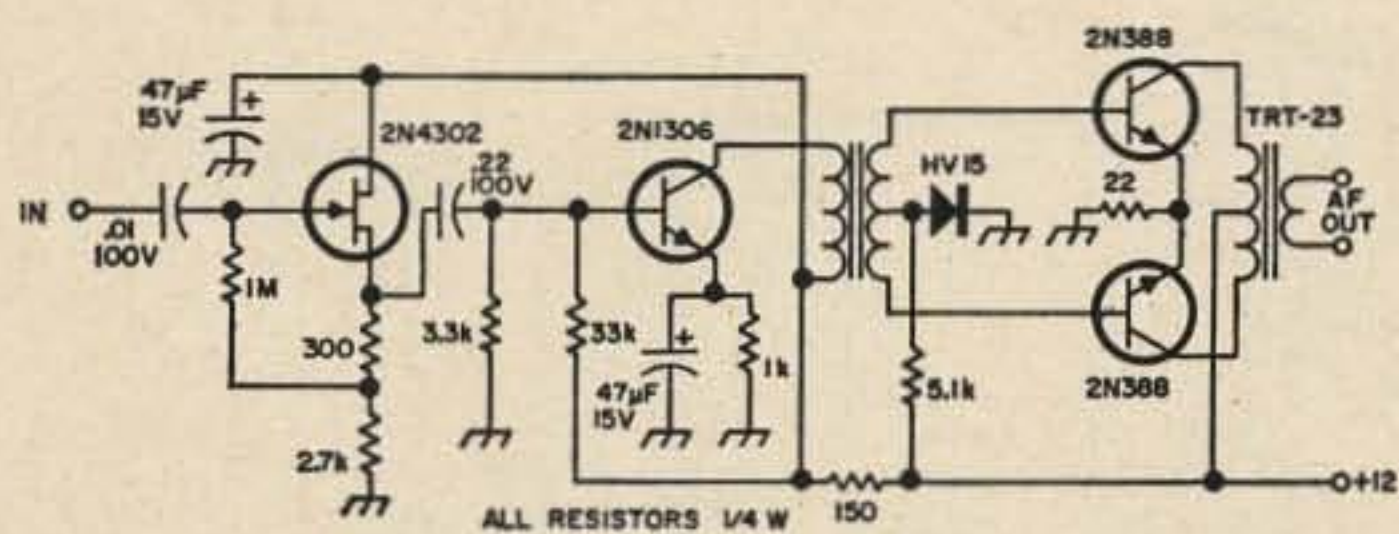 2N388
47µF
15V
+
2N4302
2N1306
TRT-23
.22
100V
HV15
22
IN
.01
100V
AF
OUT
1M
300
3.3k
33k
+
47µF
15V
1k
5.1k
2N388
2.7k
150
+12
ALL RESISTORS 1/4 W